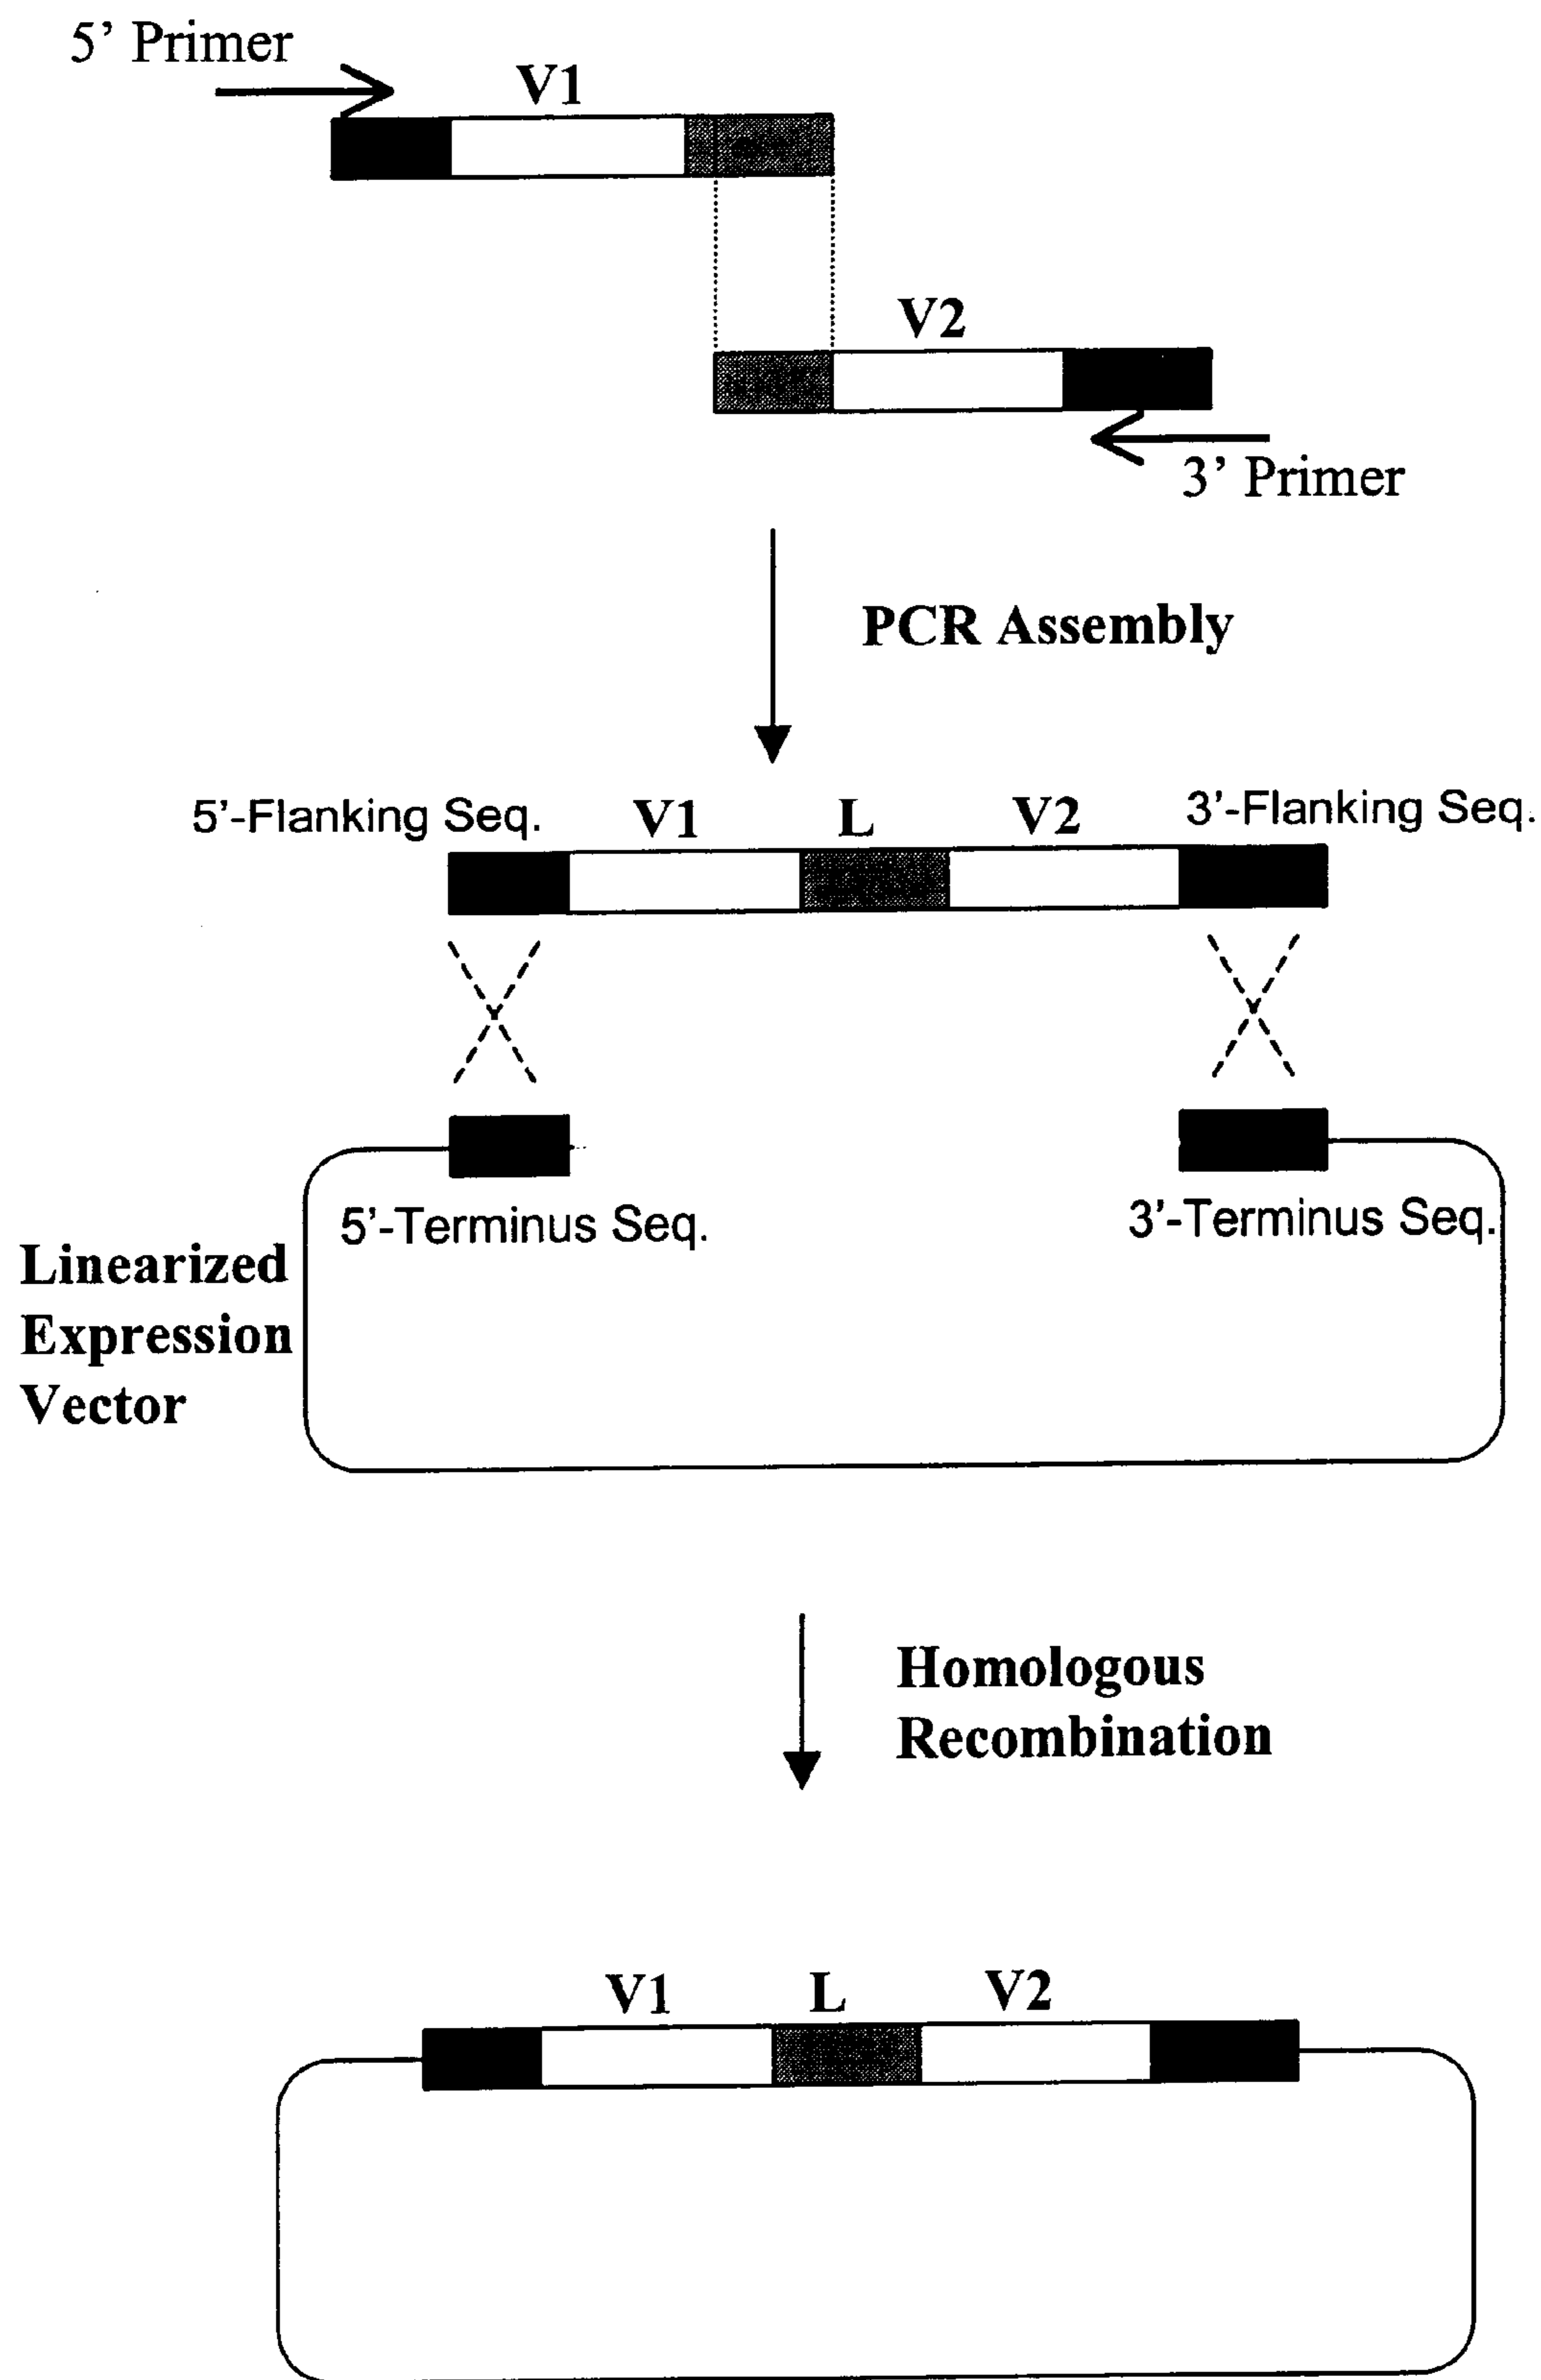 5’ Primer
V1
V2
3’ Primer
PCR Assembly
5’-Flanking Seq. V1 L V2 3’-Flanking Seq.
5’-Terminus Seq. 3’-Terminus Seq.
Linearized
Expression
Vector
Homologous
Recombination
V1 L V2